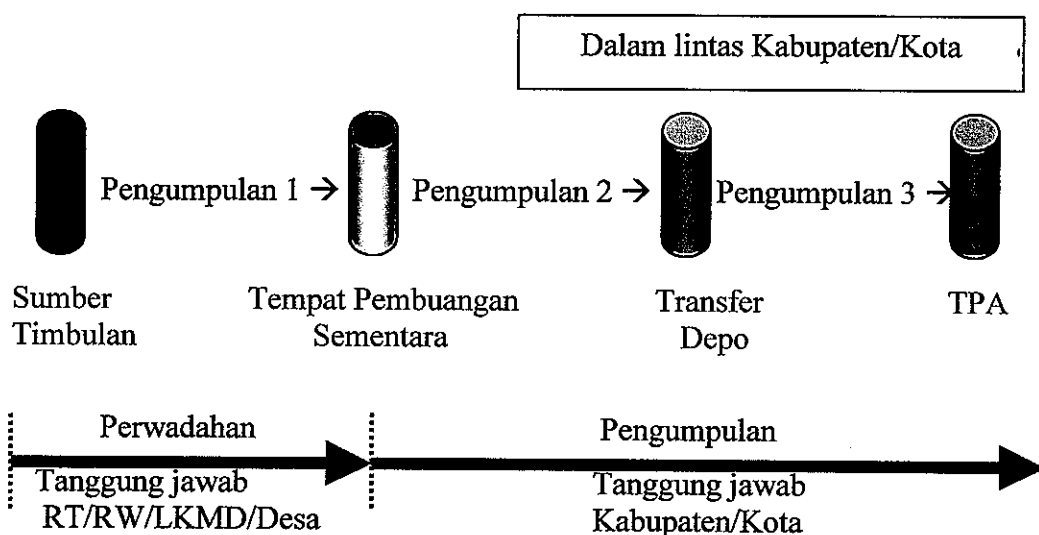 Dalam lintas Kabupaten/Kota
Pengumpulan 1 →
Pengumpulan 2 →
Pengumpulan 3 →
Sumber
Timbulan
Tempat Pembuangan
Sementara
Transfer
Depo
TPA
Perwadahan
Tanggung jawab
RT/RW/LKMD/Desa
Pengumpulan
Tanggung jawab
Kabupaten/Kota